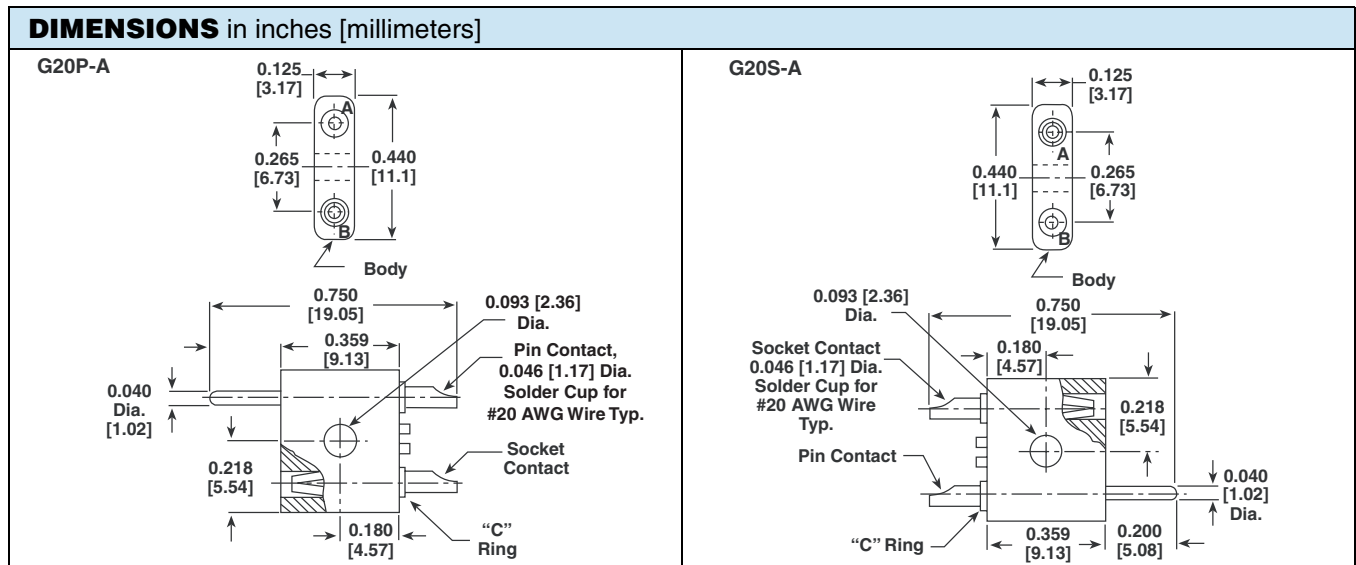 DIMENSIONS in inches [millimeters]
G20P-A
0.125
[3.17]
A
0.265
[6.73]
0.440
[11.1]
B
Body
0.750
[19.05]
0.093 [2.36]
Dia.
0.359
[9.13]
Pin Contact,
0.046 [1.17] Dia.
Solder Cup for
#20 AWG Wire Typ.
0.040
Dia.
[1.02]
Socket
Contact
0.218
[5.54]
0.180
[4.57]
“C”
Ring
G20S-A
0.125
[3.17]
A
0.440
[11.1]
0.265
[6.73]
B
Body
0.093 [2.36]
Dia.
0.750
[19.05]
Socket Contact
0.046 [1.17] Dia.
Solder Cup for
#20 AWG Wire
Typ.
0.180
[4.57]
0.218
[5.54]
Pin Contact
0.040
[1.02]
Dia.
“C” Ring
0.359
[9.13]
0.200
[5.08]